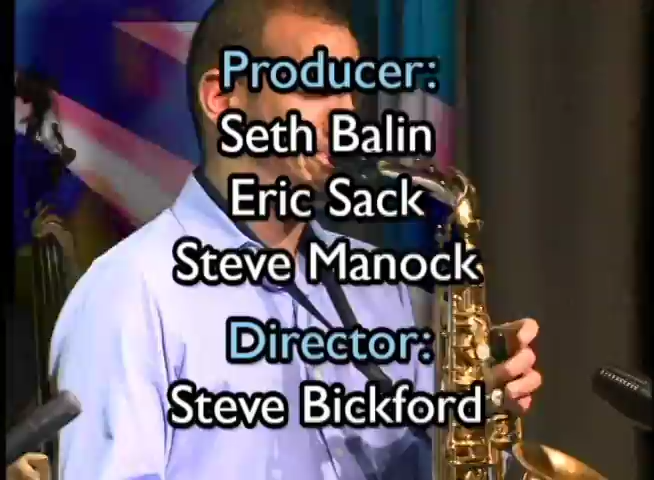 Producer:
Seth Balin
Eric Sack
Steve Manock
Director:
Steve Bickford